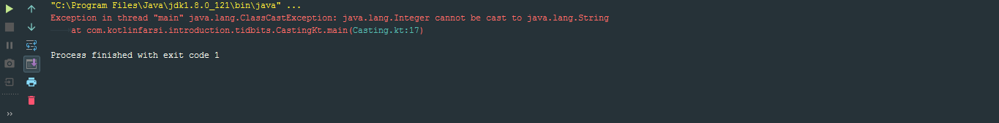 "C:\Program Files\Java\jdk1.8.0_121\bin\java" ...
Exception in thread "main" java.lang.ClassCastException: java.lang.Integer cannot be cast to java.lang.String
at com.kotlinfarsi.introduction.tidbits.CastingKt.main(Casting.kt:17)
Process finished with exit code 1